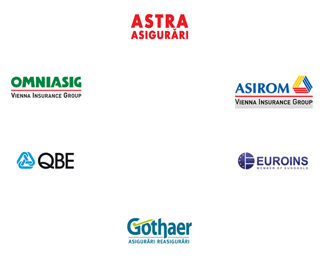 ASTRA
ASIGURĂRI
OMNIASIG
VIENNA INSURANCE GROUP
ASIROM
VIENNA INSURANCE GROUP
QBE
EUROINS
MEMBER OF EUROHOLD
Gothaer
ASIGURĂRI REASIGURĂRI